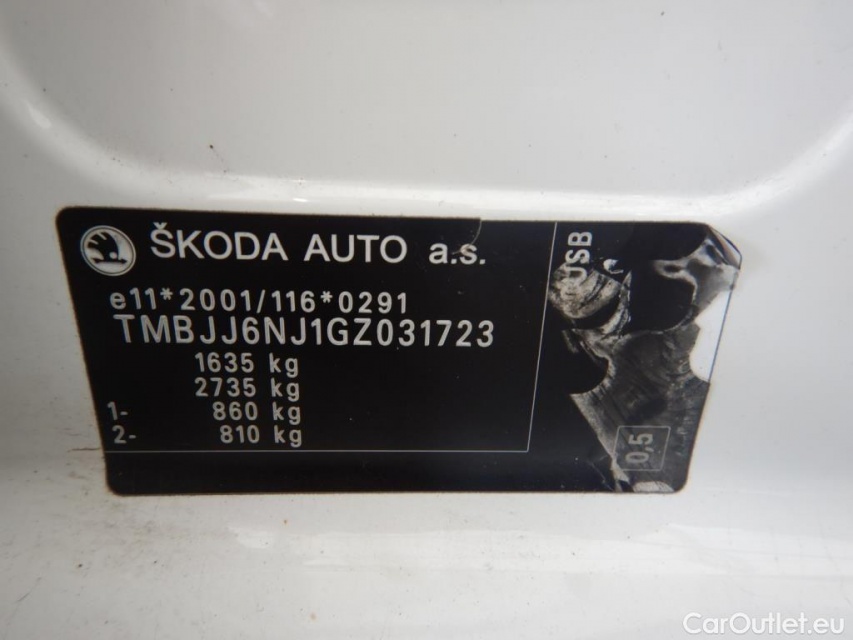 ŠKODA AUTO a.s.
e11*2001/116*0291
TMBJJ6NJ1GZ031723
1635 kg
2735 kg
1- 860 kg
2- 810 kg
0,5
CarOutlet.eu